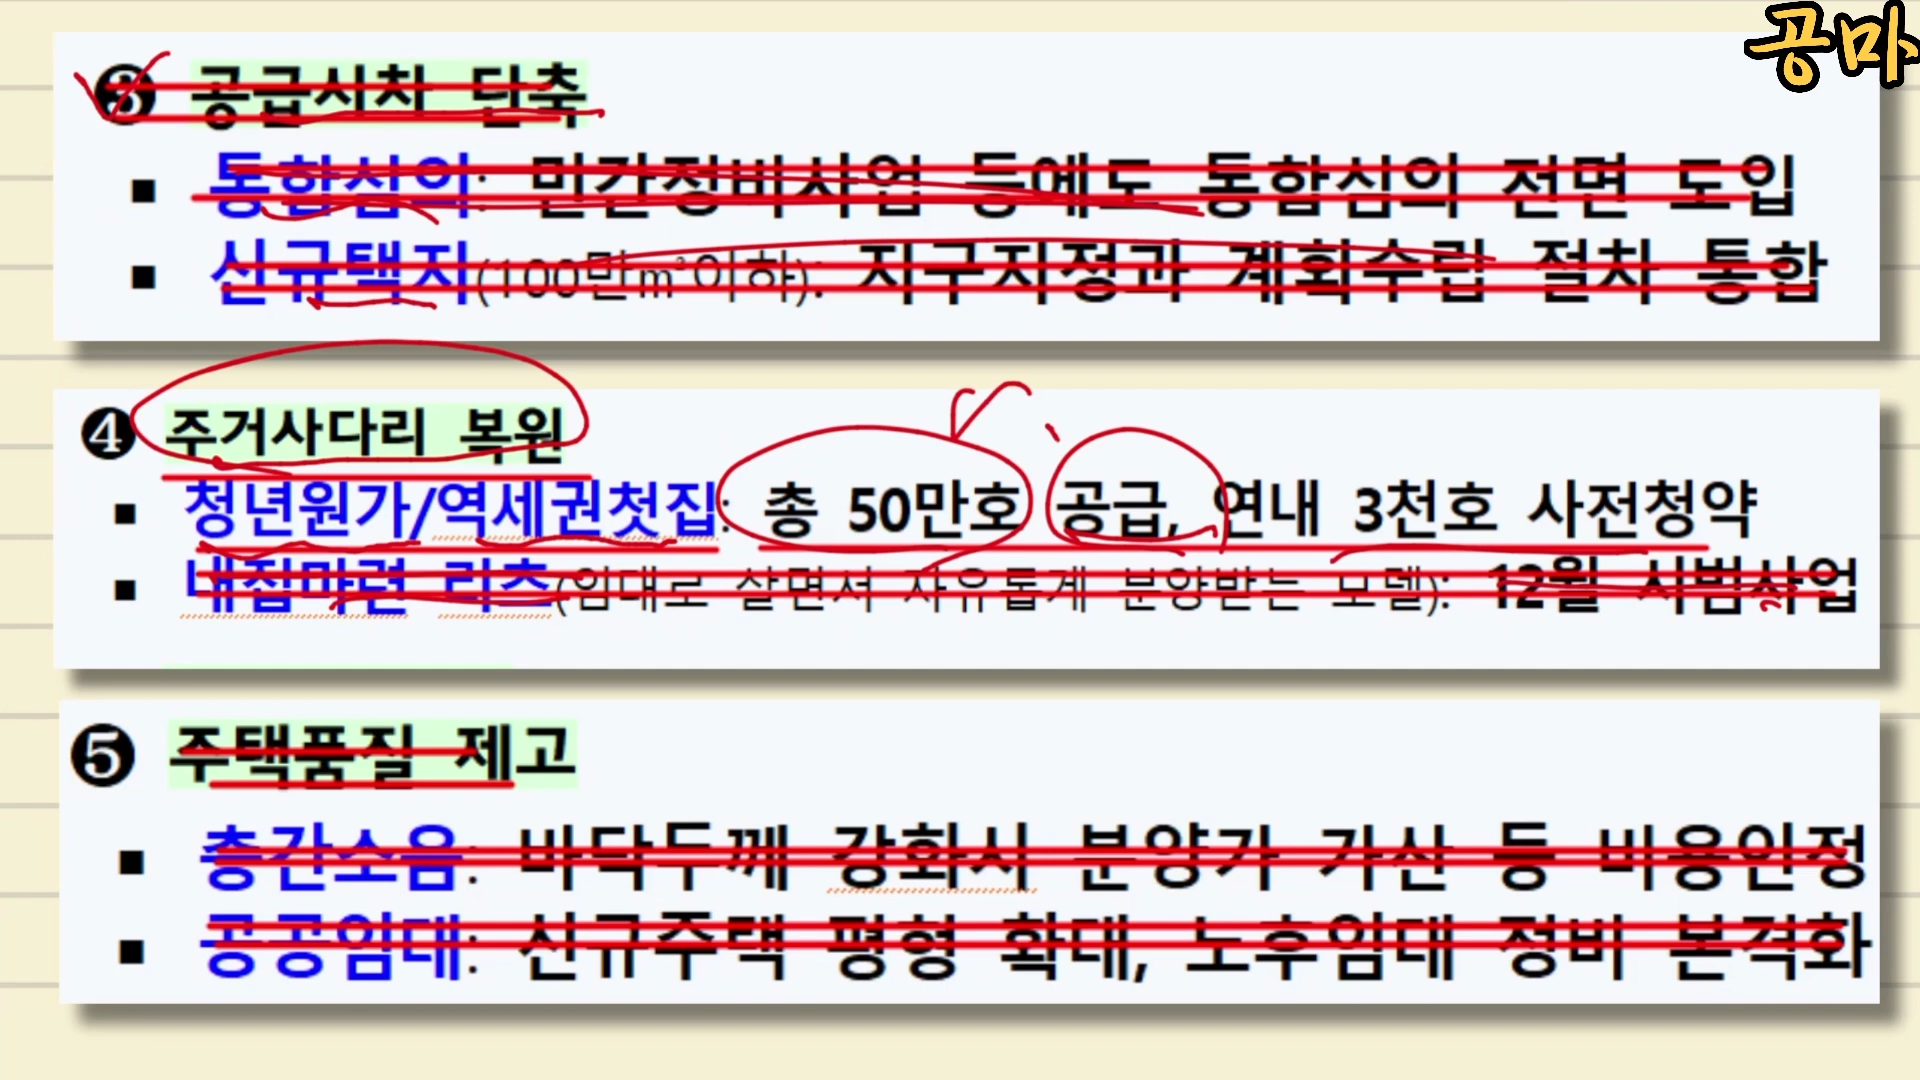 공마
❸ 공급시차 단축
■ 통합심의: 민간정비사업 등에도 통합심의 전면 도입
■ 신규택지(100만㎡이하): 지구지정과 계획수립 절차 통합
❹ 주거사다리 복원
■ 청년원가/역세권첫집: 총 50만호 공급, 연내 3천호 사전청약
■ 내집마련 리츠(임대로 살면서 자유롭게 분양받는 모델): 12월 시범사업
❺ 주택품질 제고
■ 층간소음: 바닥두께 강화시 분양가 가산 등 비용인정
■ 공공임대: 신규주택 평형 확대, 노후임대 정비 본격화